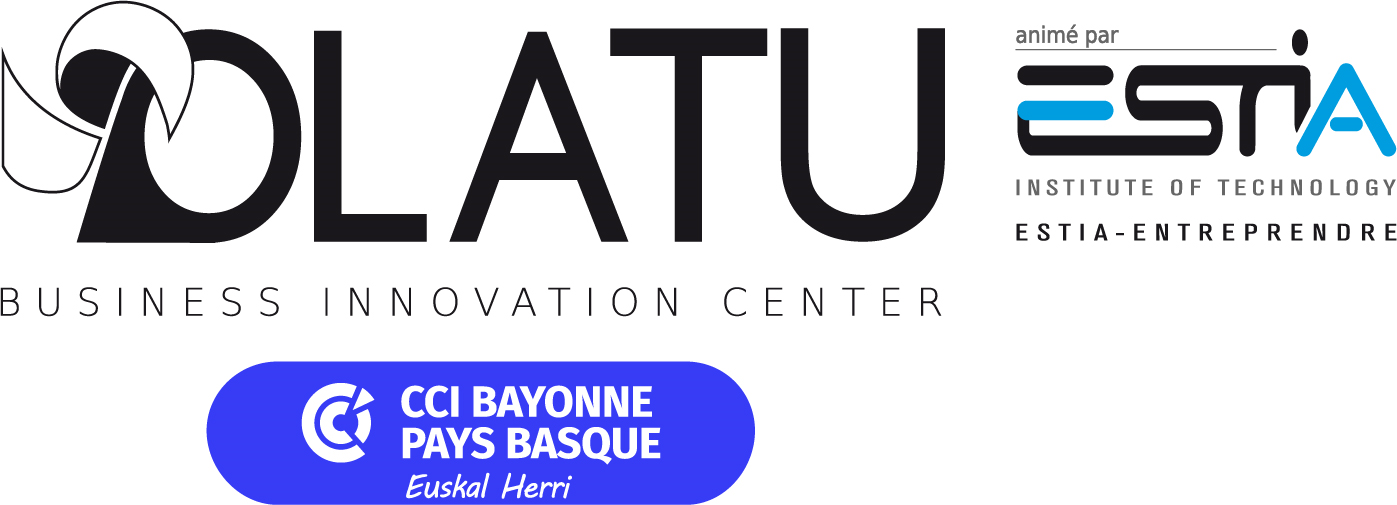 OLATU
BUSINESS INNOVATION CENTER
animé par
ESTIA
INSTITUTE OF TECHNOLOGY
ESTIA-ENTREPRENDRE
CCI BAYONNE
PAYS BASQUE
Euskal Herri